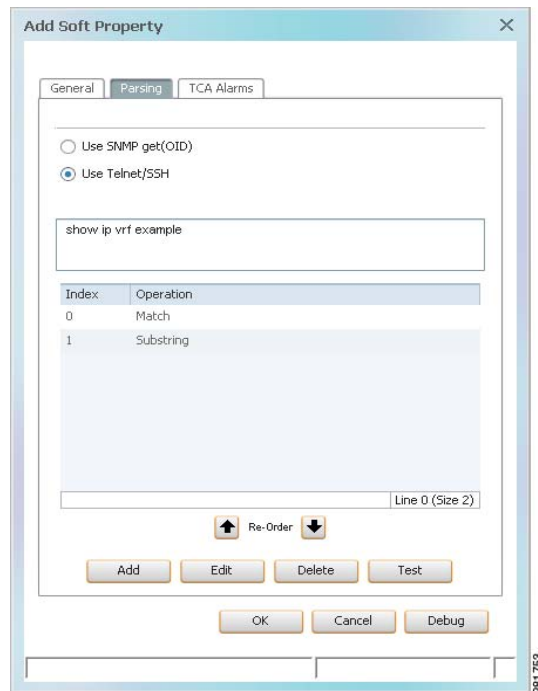 Add Soft Property
General Parsing TCA Alarms
Use SNMP get(OID)
Use Telnet/SSH
show ip vrf example
Index Operation
0 Match
1 Substring
Line 0 (Size 2)
Re-Order
Add Edit Delete Test
OK Cancel Debug